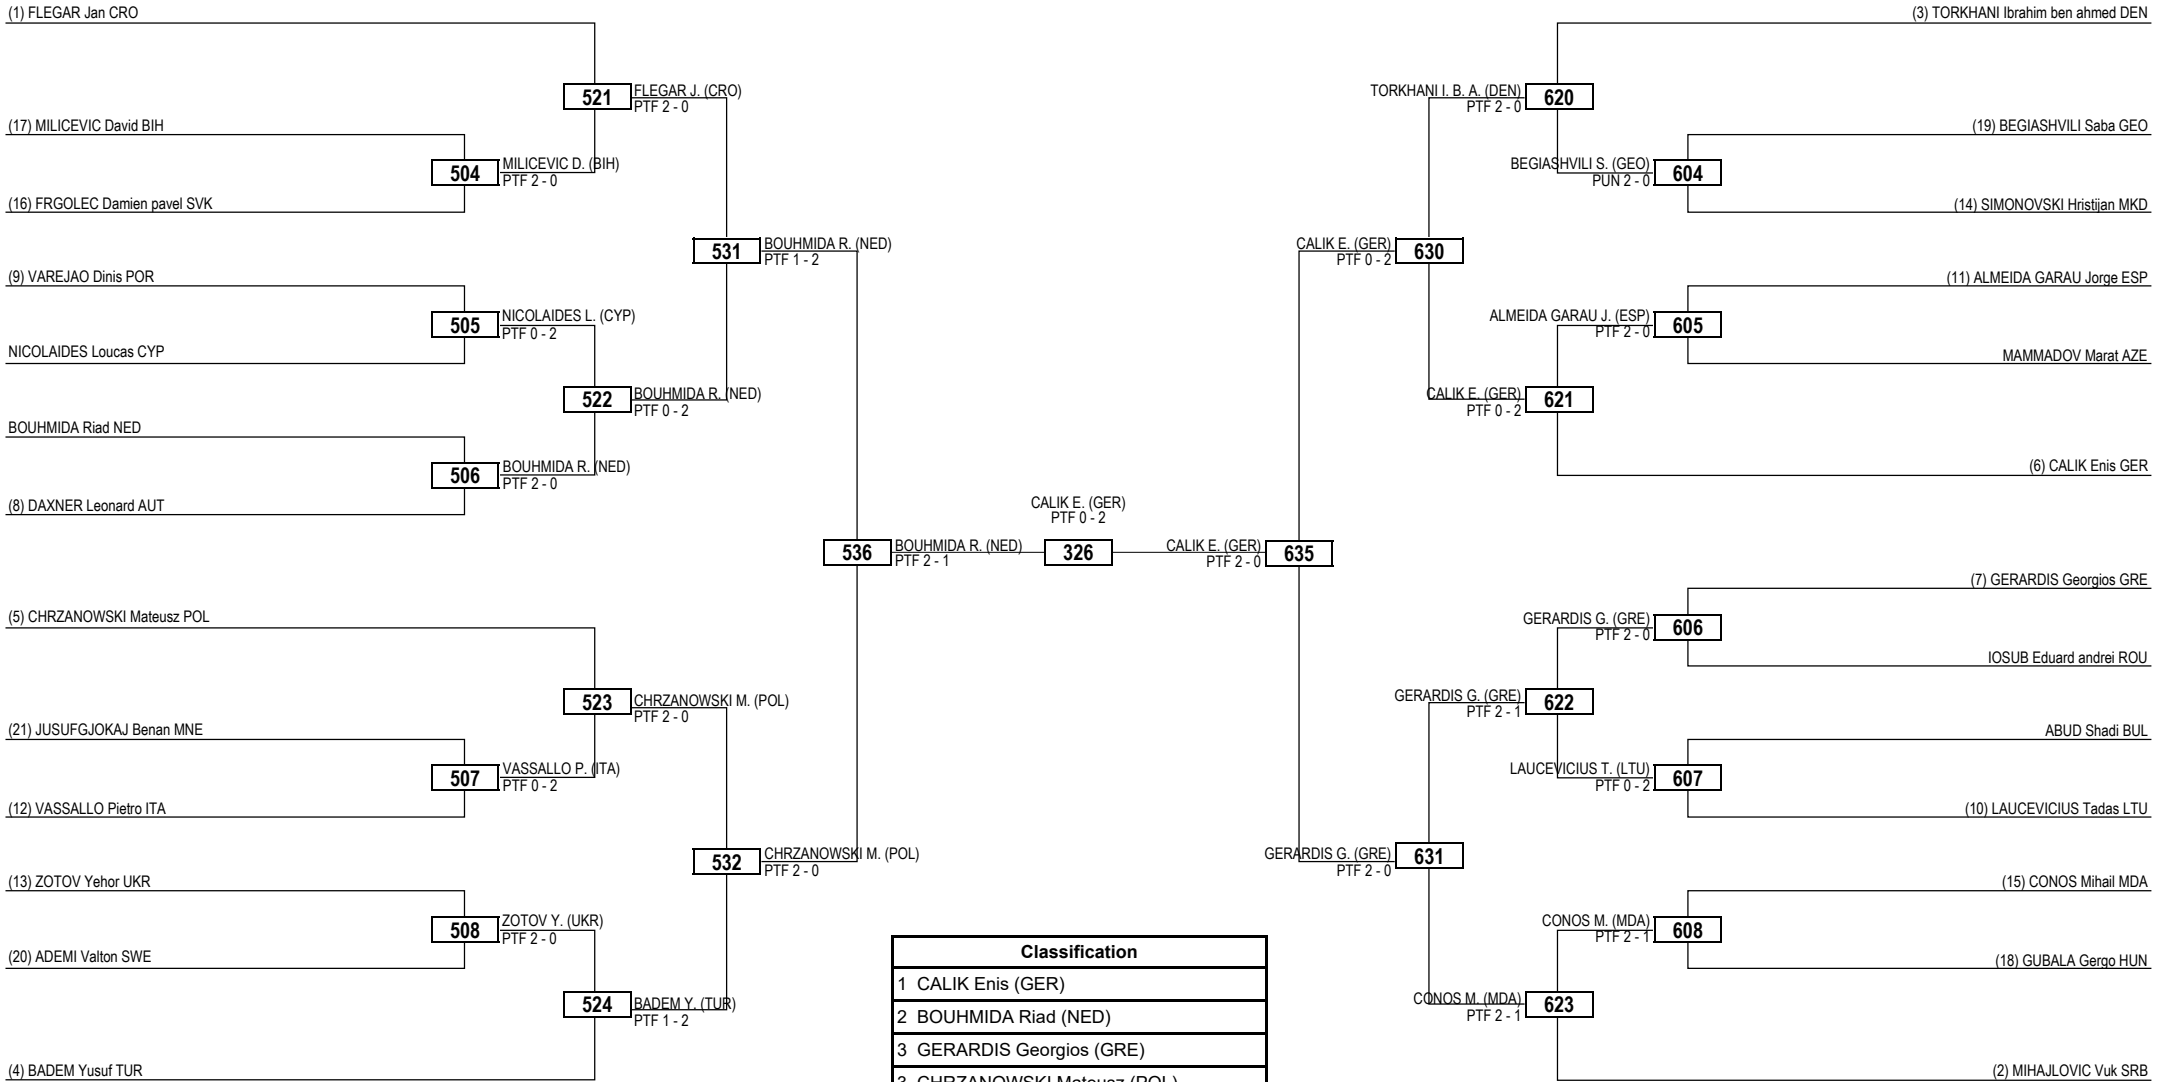 (1) FLEGAR Jan CRO
(17) MILICEVIC David BIH
(16) FRGOLEC Damien pavel SVK
(9) VAREJAO Dinis POR
NICOLAIDES Loucas CYP
BOUHMIDA Riad NED
(8) DAXNER Leonard AUT
(5) CHRZANOWSKI Mateusz POL
(21) JUSUFGJOKAJ Benan MNE
(12) VASSALLO Pietro ITA
(13) ZOTOV Yehor UKR
(20) ADEMI Valton SWE
(4) BADEM Yusuf TUR
504
MILICEVIC D. (BIH)
PTF 2 - 0
505
NICOLAIDES L. (CYP)
PTF 0 - 2
506
BOUHMIDA R. (NED)
PTF 2 - 0
507
VASSALLO P. (ITA)
PTF 0 - 2
508
ZOTOV Y. (UKR)
PTF 2 - 0
521
FLEGAR J. (CRO)
PTF 2 - 0
522
BOUHMIDA R. (NED)
PTF 0 - 2
523
CHRZANOWSKI M. (POL)
PTF 2 - 0
524
BADEM Y. (TUR)
PTF 1 - 2
531
BOUHMIDA R. (NED)
PTF 1 - 2
532
CHRZANOWSKI M. (POL)
PTF 2 - 0
536
BOUHMIDA R. (NED)
PTF 2 - 1
CALIK E. (GER)
PTF 0 - 2
326
CALIK E. (GER)
PTF 2 - 0
635
CALIK E. (GER)
PTF 0 - 2
630
GERARDIS G. (GRE)
PTF 2 - 0
631
TORKHANI I. B. A. (DEN)
PTF 2 - 0
620
CALIK E. (GER)
PTF 0 - 2
621
GERARDIS G. (GRE)
PTF 2 - 1
622
CONOS M. (MDA)
PTF 2 - 1
623
BEGIASHVILI S. (GEO)
PUN 2 - 0
604
ALMEIDA GARAU J. (ESP)
PTF 2 - 0
605
GERARDIS G. (GRE)
PTF 2 - 0
606
LAUCEVICIUS T. (LTU)
PTF 0 - 2
607
CONOS M. (MDA)
PTF 2 - 1
608
(3) TORKHANI Ibrahim ben ahmed DEN
(19) BEGIASHVILI Saba GEO
(14) SIMONOVSKI Hristijan MKD
(11) ALMEIDA GARAU Jorge ESP
MAMMADOV Marat AZE
(6) CALIK Enis GER
(7) GERARDIS Georgios GRE
IOSUB Eduard andrei ROU
ABUD Shadi BUL
(10) LAUCEVICIUS Tadas LTU
(15) CONOS Mihail MDA
(18) GUBALA Gergo HUN
(2) MIHAJLOVIC Vuk SRB
Classification
1 CALIK Enis (GER)
2 BOUHMIDA Riad (NED)
3 GERARDIS Georgios (GRE)
3 CHRZANOWSKI Mateusz (POL)